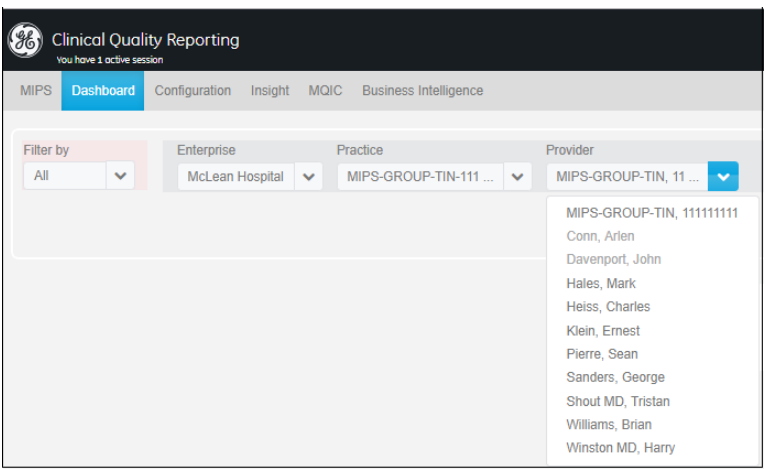 Clinical Quality Reporting
You have 1 active session
MIPS Dashboard Configuration Insight MQIC Business Intelligence
Filter by Enterprise Practice Provider
All McLean Hospital MIPS-GROUP-TIN-111 ... MIPS-GROUP-TIN, 11 ...
MIPS-GROUP-TIN, 111111111
Conn, Arlen
Davenport, John
Hales, Mark
Heiss, Charles
Klein, Ernest
Pierre, Sean
Sanders, George
Shout MD, Tristan
Williams, Brian
Winston MD, Harry